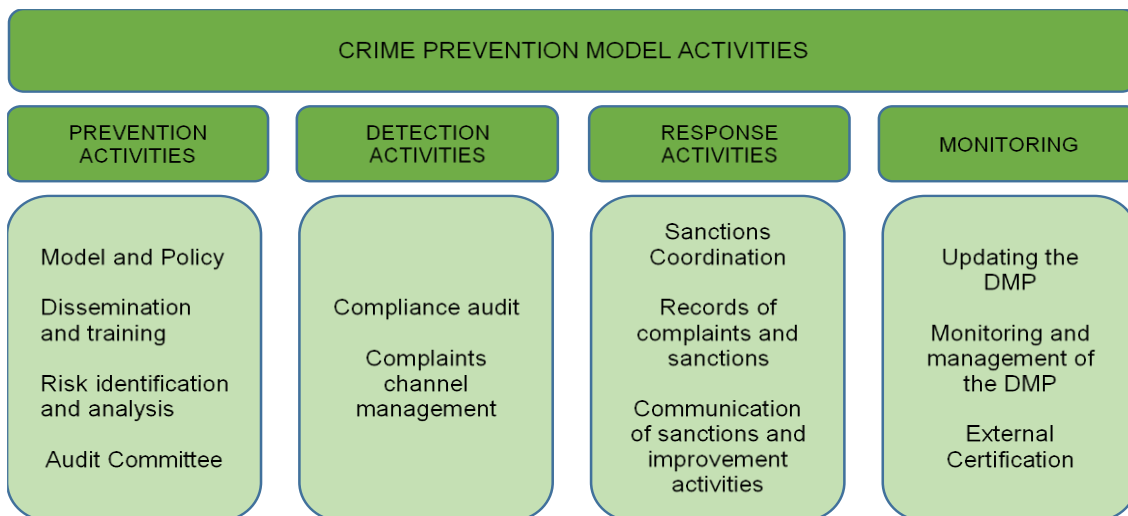 CRIME PREVENTION MODEL ACTIVITIES
PREVENTION
ACTIVITIES
DETECTION
ACTIVITIES
RESPONSE
ACTIVITIES
MONITORING
Model and Policy
Dissemination
and training
Risk identification
and analysis
Audit Committee
Compliance audit
Complaints
channel
management
Sanctions
Coordination
Records of
complaints and
sanctions
Communication
of sanctions and
improvement
activities
Updating the
DMP
Monitoring and
management of
the DMP
External
Certification